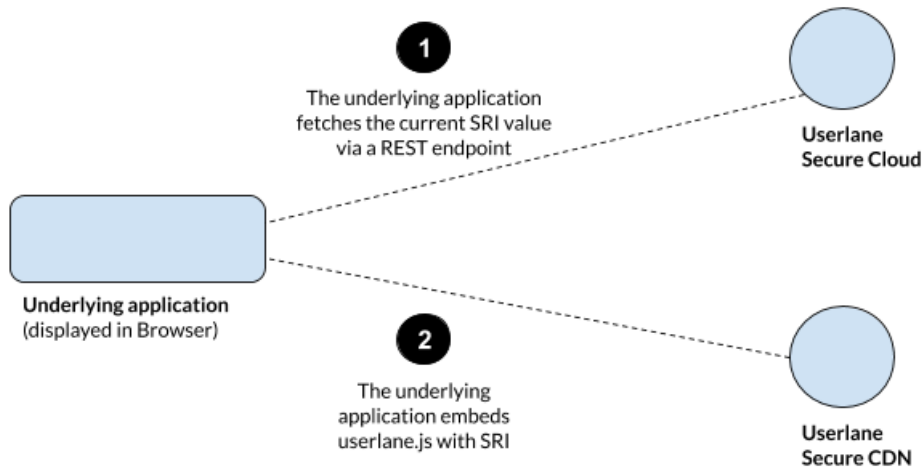 1
The underlying application
fetches the current SRI value
via a REST endpoint
Userlane
Secure Cloud
Underlying application
(displayed in Browser)
2
The underlying
application embeds
userlane.js with SRI
Userlane
Secure CDN